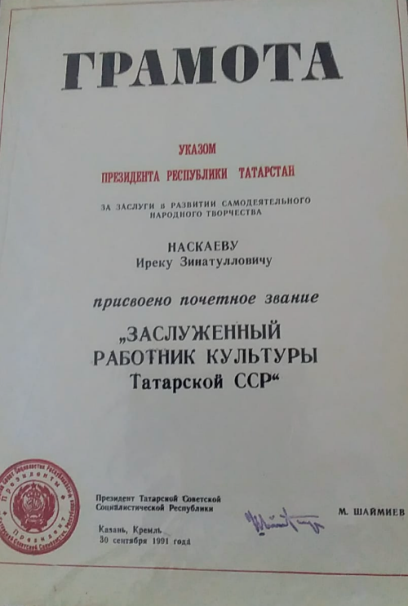 ГРАМОТА
УКАЗОМ
ПРЕЗИДЕНТА РЕСПУБЛИКИ ТАТАРСТАН
ЗА ЗАСЛУГИ В РАЗВИТИИ САМОДЕЯТЕЛЬНОГО
НАРОДНОГО ТВОРЧЕСТВА
НАСКАЕВУ
Иреку Зинатулловичу
присвоено почетное звание
„ЗАСЛУЖЕННЫЙ
РАБОТНИК КУЛЬТУРЫ
Татарской ССР“
Президент Татарской Советской
Социалистической Республики
М. ШАЙМИЕВ
Казань, Кремль
30 сентября 1991 года
Президент